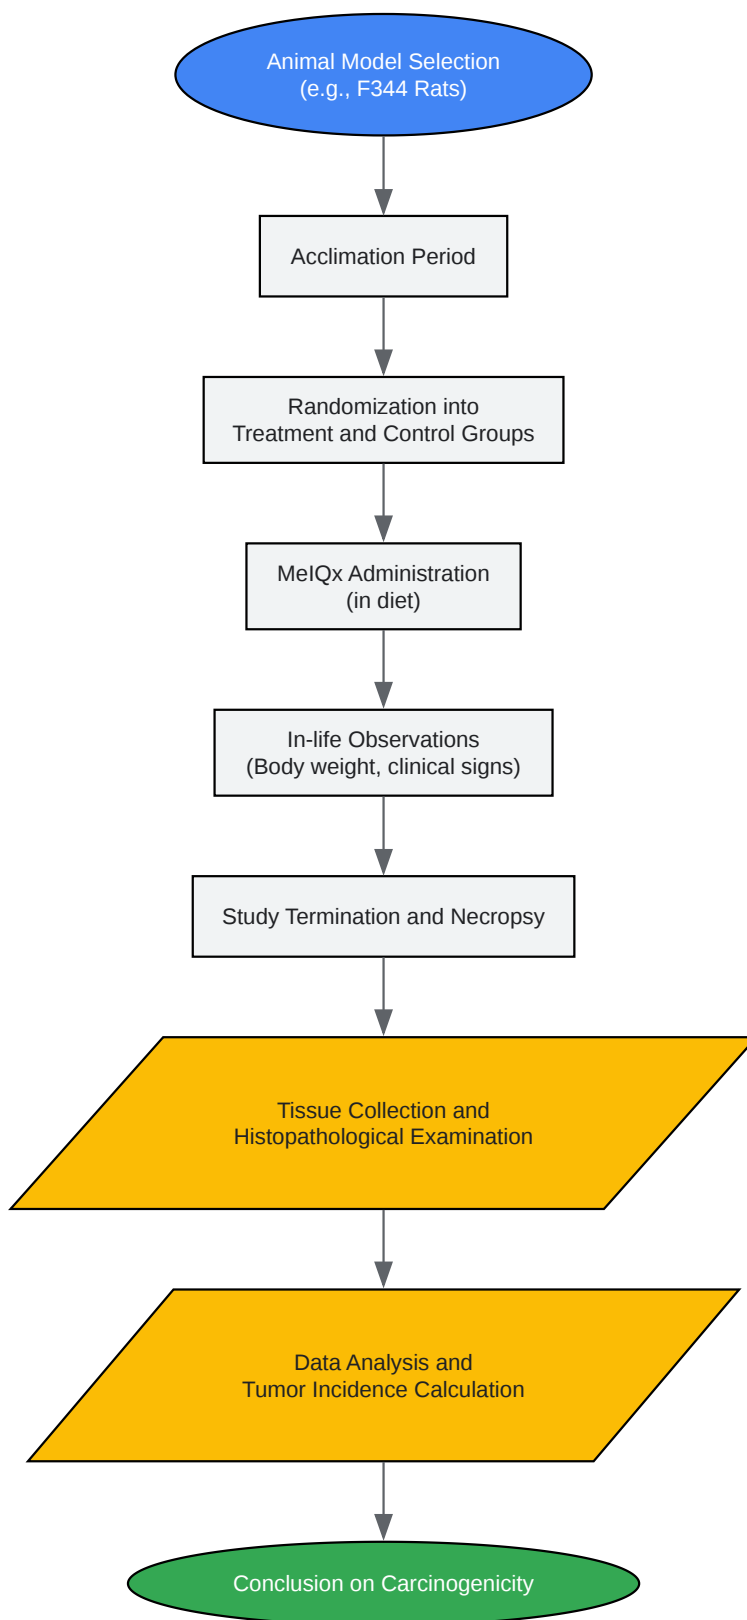 Animal Model Selection
(e.g., F344 Rats)
Acclimation Period
Randomization into
Treatment and Control Groups
MeIQx Administration
(in diet)
In-life Observations
(Body weight, clinical signs)
Study Termination and Necropsy
Tissue Collection and
Histopathological Examination
Data Analysis and
Tumor Incidence Calculation
Conclusion on Carcinogenicity